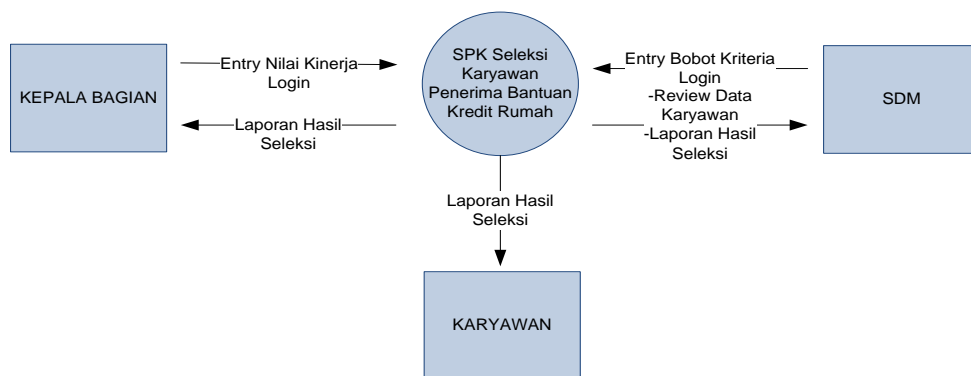 KEPALA BAGIAN
Entry Nilai Kinerja
Login
Laporan Hasil
Seleksi
SPK Seleksi
Karyawan
Penerima Bantuan
Kredit Rumah
Entry Bobot Kriteria
Login
-Review Data
Karyawan
-Laporan Hasil
Seleksi
SDM
Laporan Hasil
Seleksi
KARYAWAN